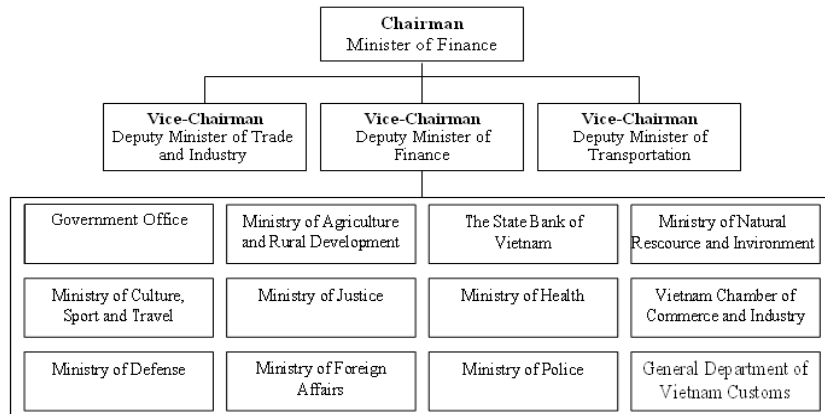 Chairman
Minister of Finance
Vice-Chairman
Deputy Minister of Trade
and Industry
Vice-Chairman
Deputy Minister of
Finance
Vice-Chairman
Deputy Minister of
Transportation
Government Office
Ministry of Agriculture
and Rural Development
The State Bank of
Vietnam
Ministry of Natural
Rescource and Invironment
Ministry of Culture,
Sport and Travel
Ministry of Justice
Ministry of Health
Vietnam Chamber of
Commerce and Industry
Ministry of Defense
Ministry of Foreign
Affairs
Ministry of Police
General Department of
Vietnam Customs